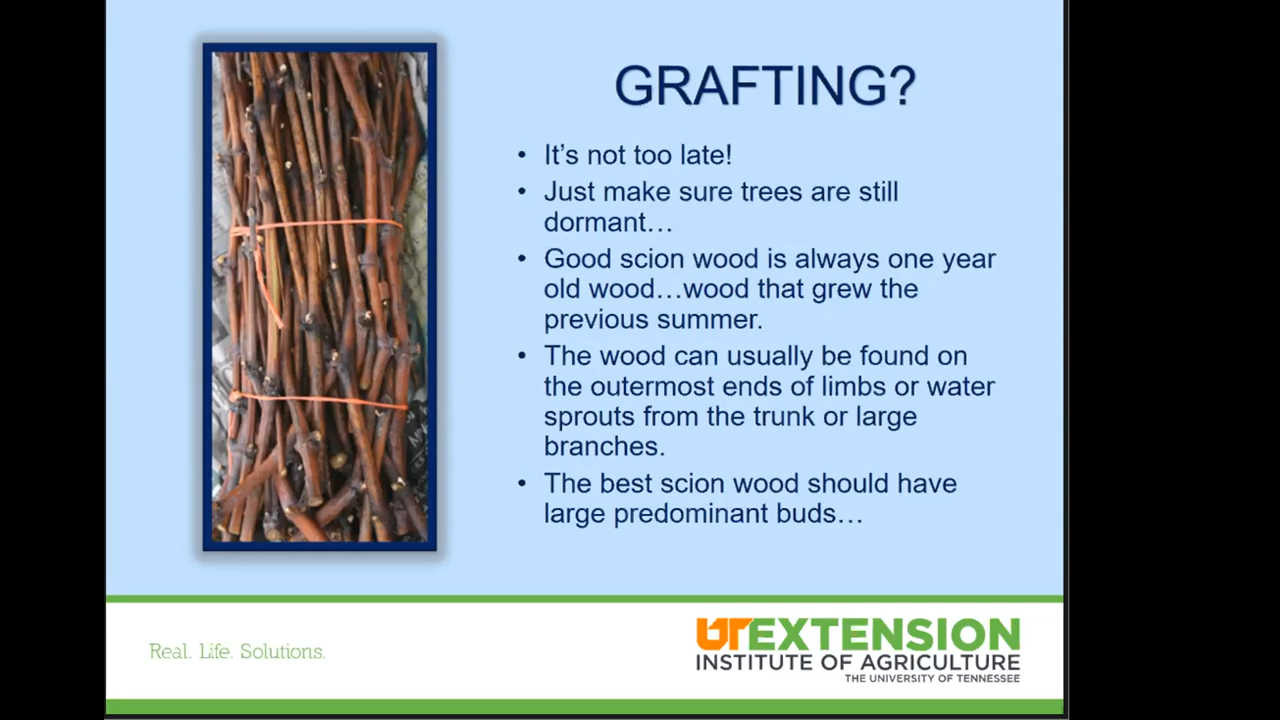 GRAFTING?
• It's not too late!
• Just make sure trees are still
dormant…
• Good scion wood is always one year
old wood…wood that grew the
previous summer.
• The wood can usually be found on
the outermost ends of limbs or water
sprouts from the trunk or large
branches.
• The best scion wood should have
large predominant buds…
Real. Life. Solutions.
UTEXTENSION
INSTITUTE OF AGRICULTURE
THE UNIVERSITY OF TENNESSEE